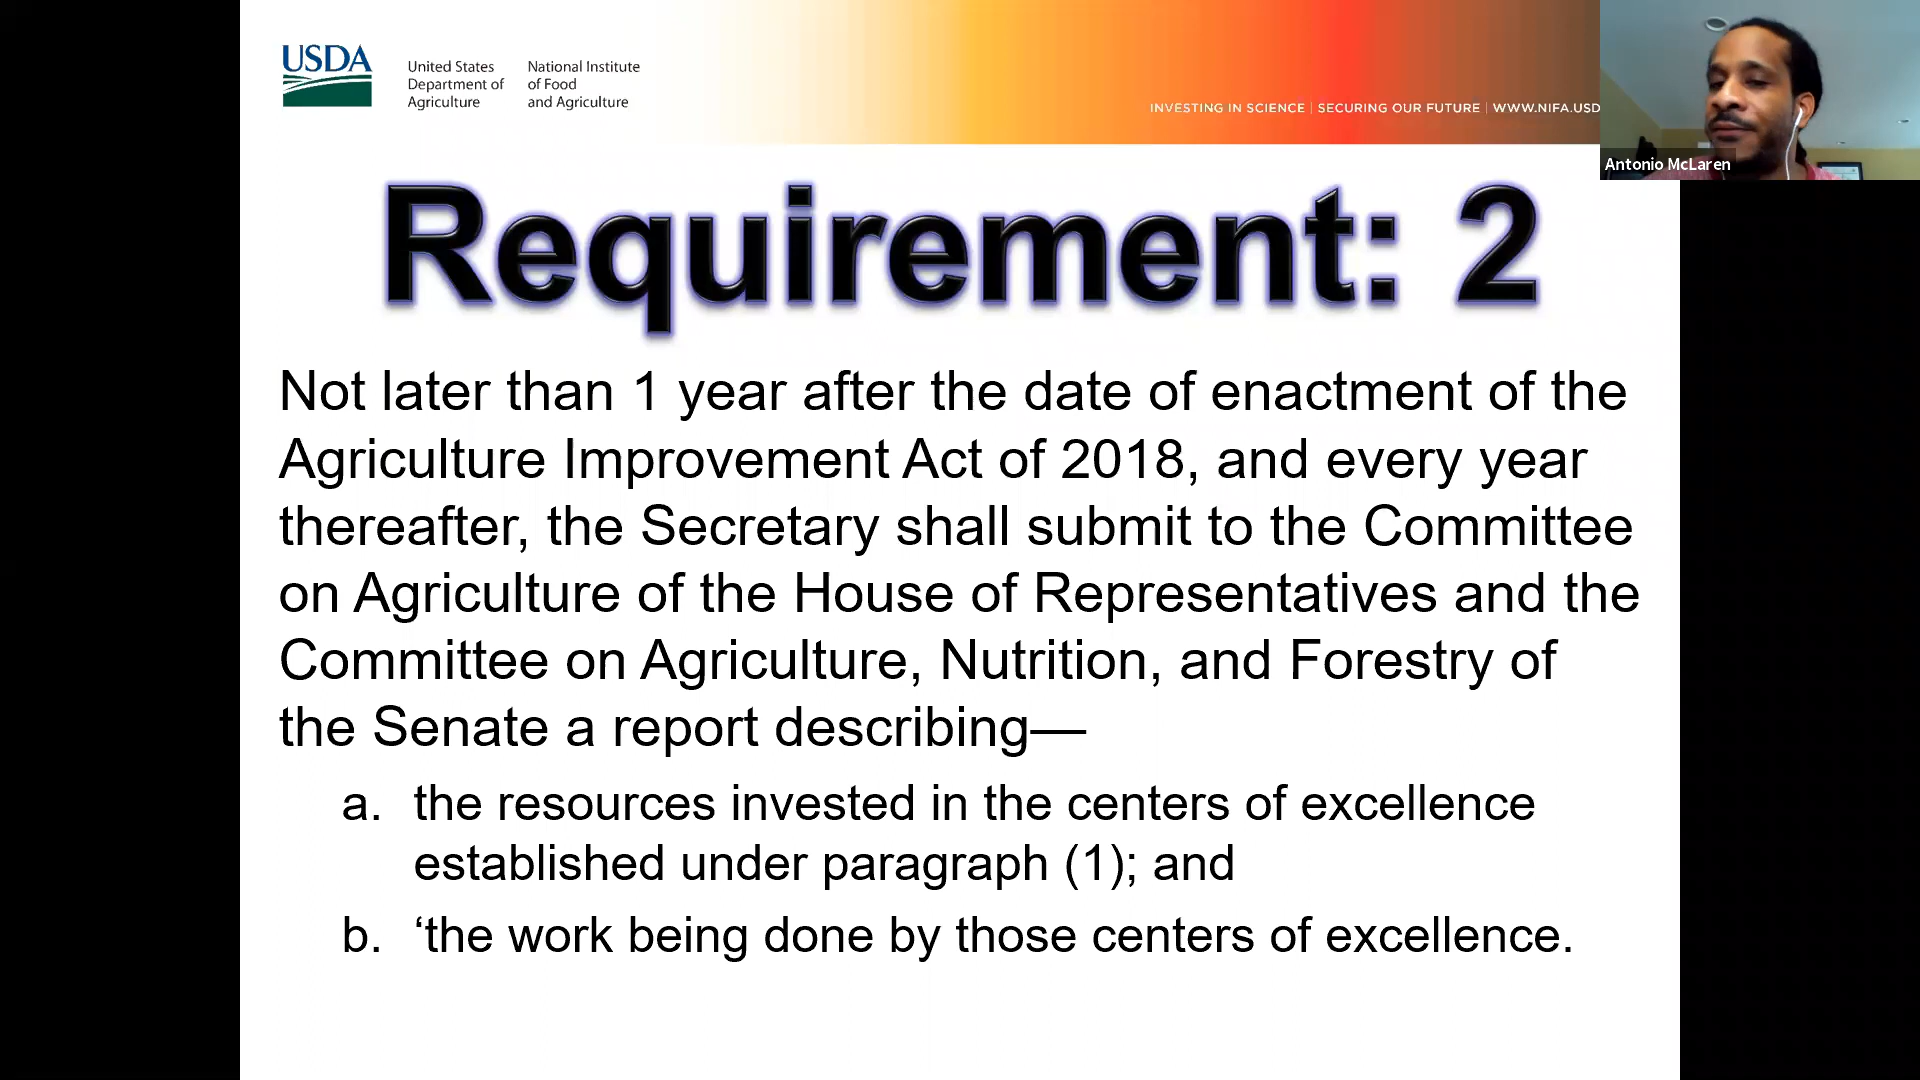 USDA
United States
Department of
Agriculture
National Institute
of Food
and Agriculture
INVESTING IN SCIENCE | SECURING OUR FUTURE | WWW.NIFA.USD
Antonio McLaren
Requirement: 2
Not later than 1 year after the date of enactment of the
Agriculture Improvement Act of 2018, and every year
thereafter, the Secretary shall submit to the Committee
on Agriculture of the House of Representatives and the
Committee on Agriculture, Nutrition, and Forestry of
the Senate a report describing—
a. the resources invested in the centers of excellence
established under paragraph (1); and
b. ‘the work being done by those centers of excellence.